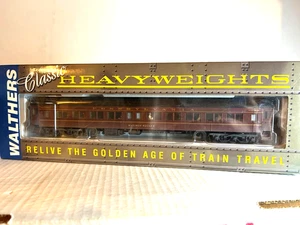 WALTHERS
Classic
HEAVYWEIGHTS
RELIVE THE GOLDEN AGE OF TRAIN TRAVEL